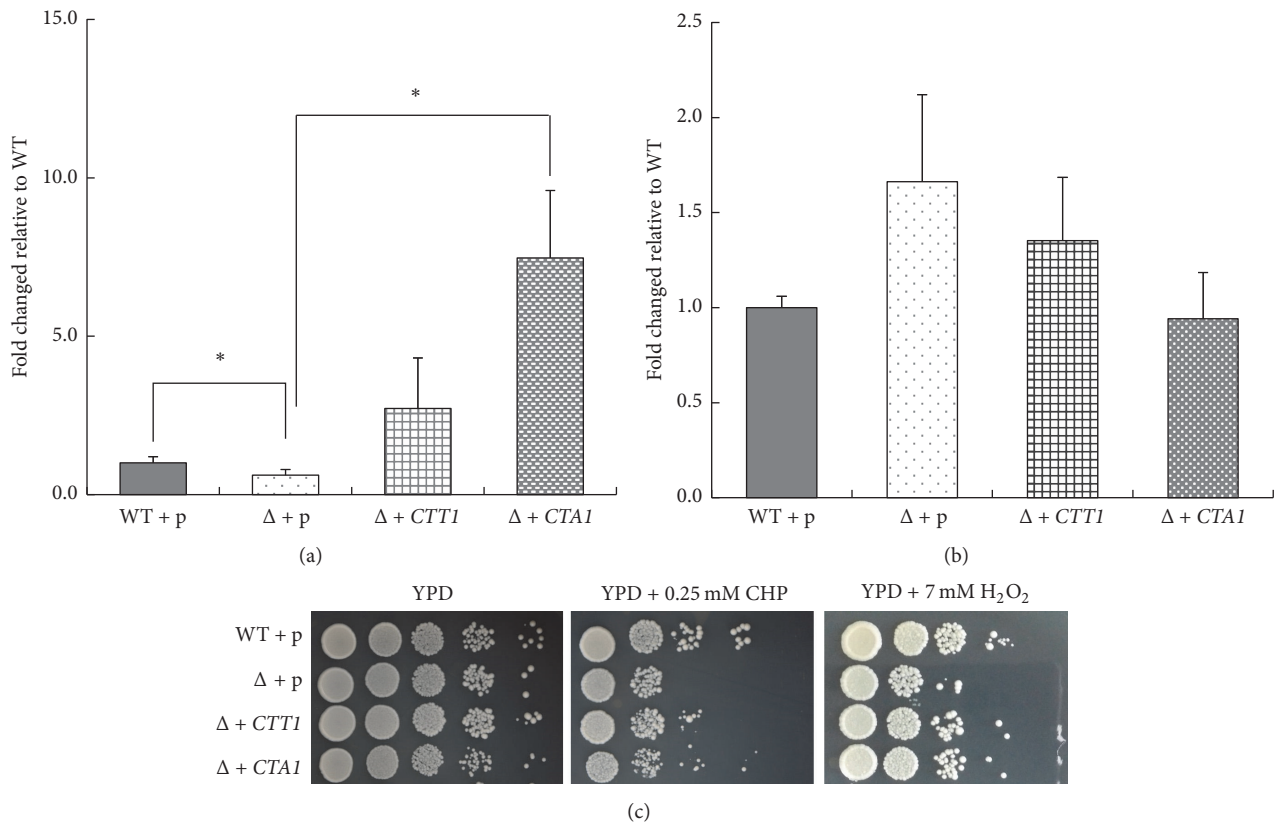 Fold changed relative to WT
15.0
10.0
5.0
0.0
*
*
WT + p
Δ + p
Δ + CTT1
Δ + CTA1
(a)
Fold changed relative to WT
2.5
2.0
1.5
1.0
0.5
0.0
WT + p
Δ + p
Δ + CTT1
Δ + CTA1
(b)
YPD
YPD + 0.25 mM CHP
YPD + 7 mM H₂O₂
WT + p
Δ + p
Δ + CTT1
Δ + CTA1
(c)